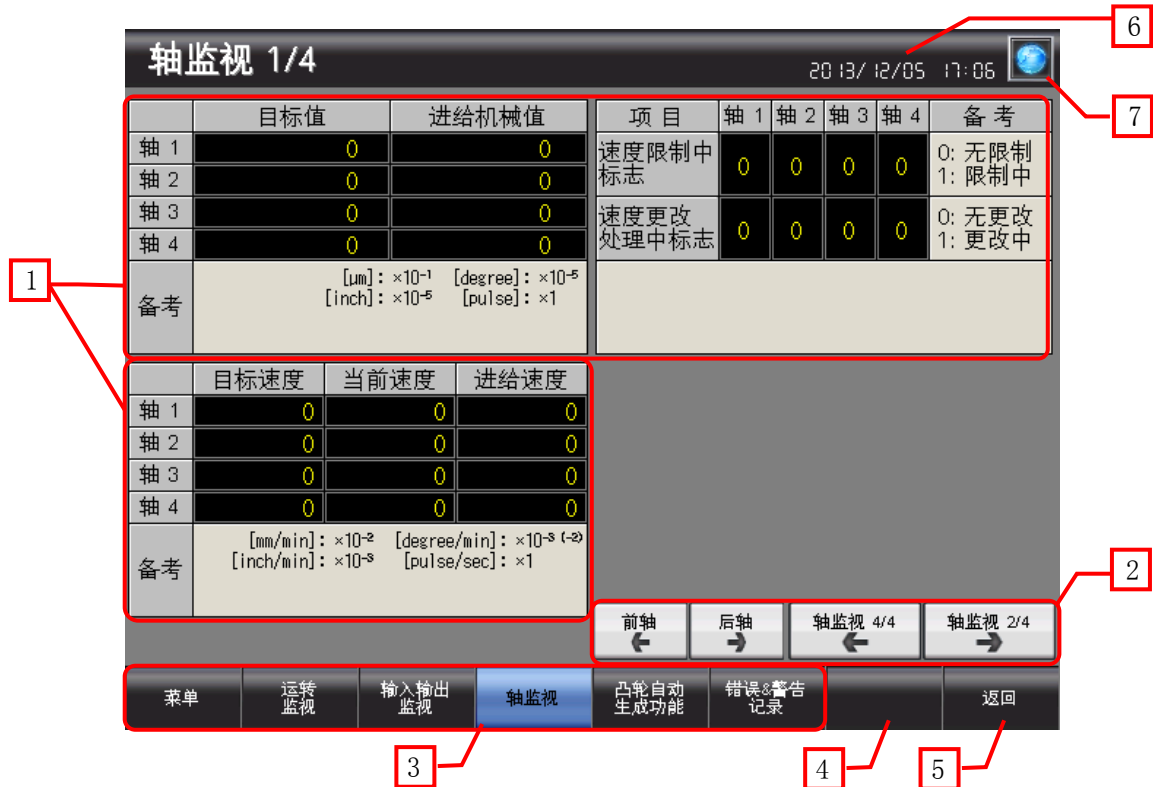 6
轴监视 1/4
2013/12/05 17:06
7
目标值 进给机械值
轴 1 0 0
轴 2 0 0
轴 3 0 0
轴 4 0 0
备考
[μm]: ×10⁻¹ [degree]: ×10⁻⁵
[inch]: ×10⁻⁵ [pulse]: ×1
项 目 轴 1 轴 2 轴 3 轴 4 备 考
速度限制中
标志
0 0 0 0
0: 无限制
1: 限制中
速度更改
处理中标志
0 0 0 0
0: 无更改
1: 更改中
1
目标速度 当前速度 进给速度
轴 1 0 0 0
轴 2 0 0 0
轴 3 0 0 0
轴 4 0 0 0
备考
[mm/min]: ×10⁻² [degree/min]: ×10⁻³ ⁽⁻²⁾
[inch/min]: ×10⁻³ [pulse/sec]: ×1
2
前轴
后轴
轴监视 4/4
轴监视 2/4
菜单
运转
监视
输入输出
监视
轴监视
凸轮自动
生成功能
错误&警告
记录
返回
3
4
5